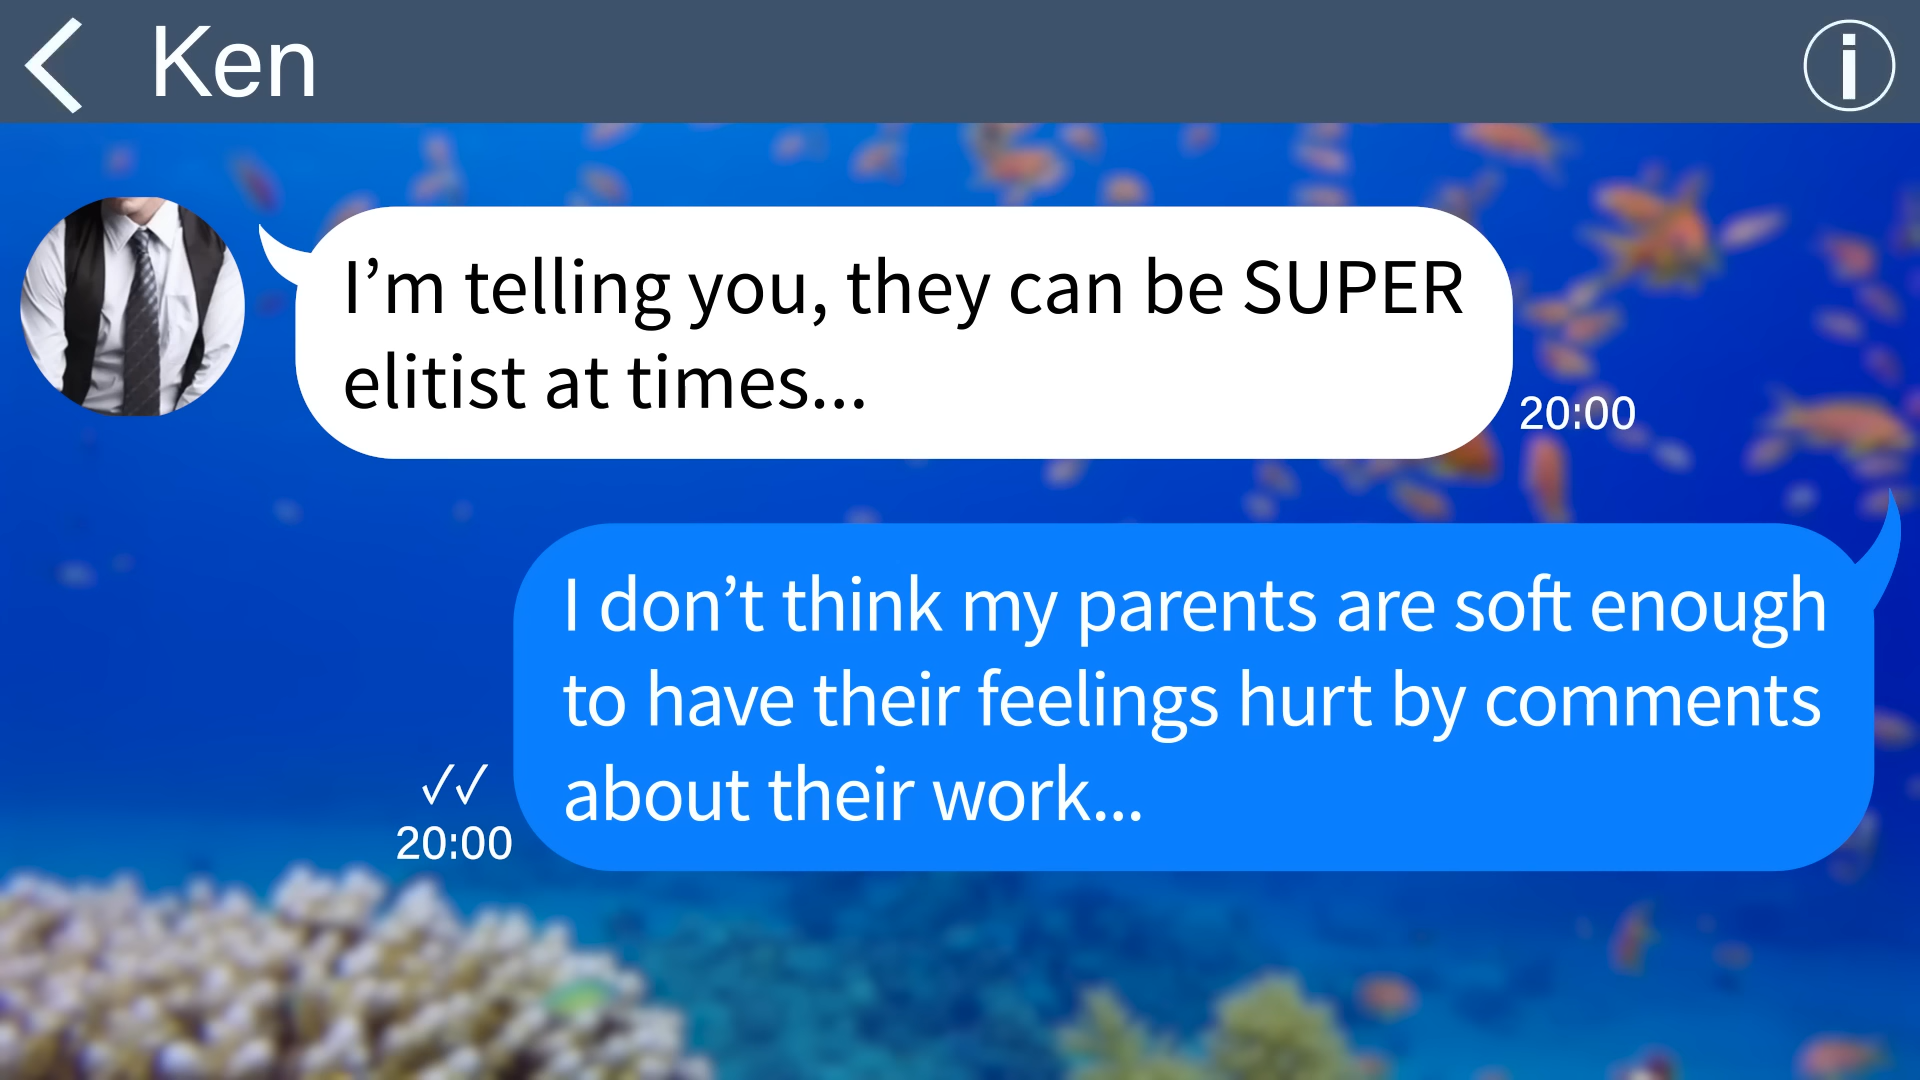 Ken
I’m telling you, they can be SUPER
elitist at times...
20:00
I don’t think my parents are soft enough
to have their feelings hurt by comments
about their work...
✓✓
20:00